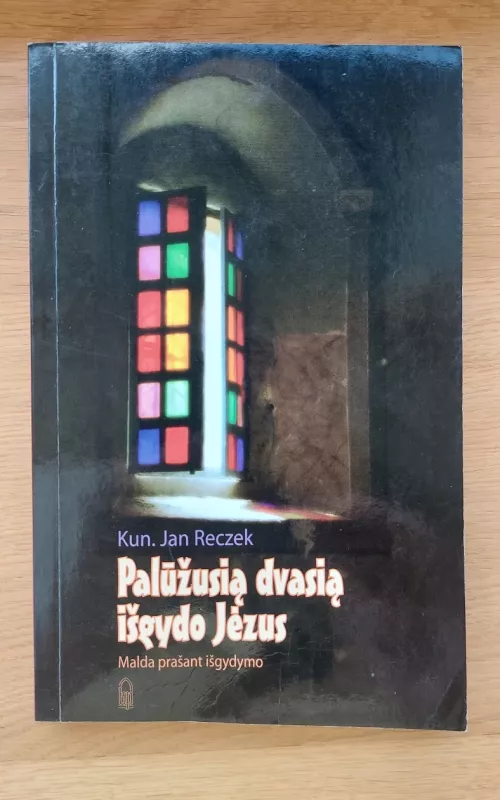 Kun. Jan Reczek
Palūžusią dvasią
išgydo Jėzus
Malda prašant išgydymo